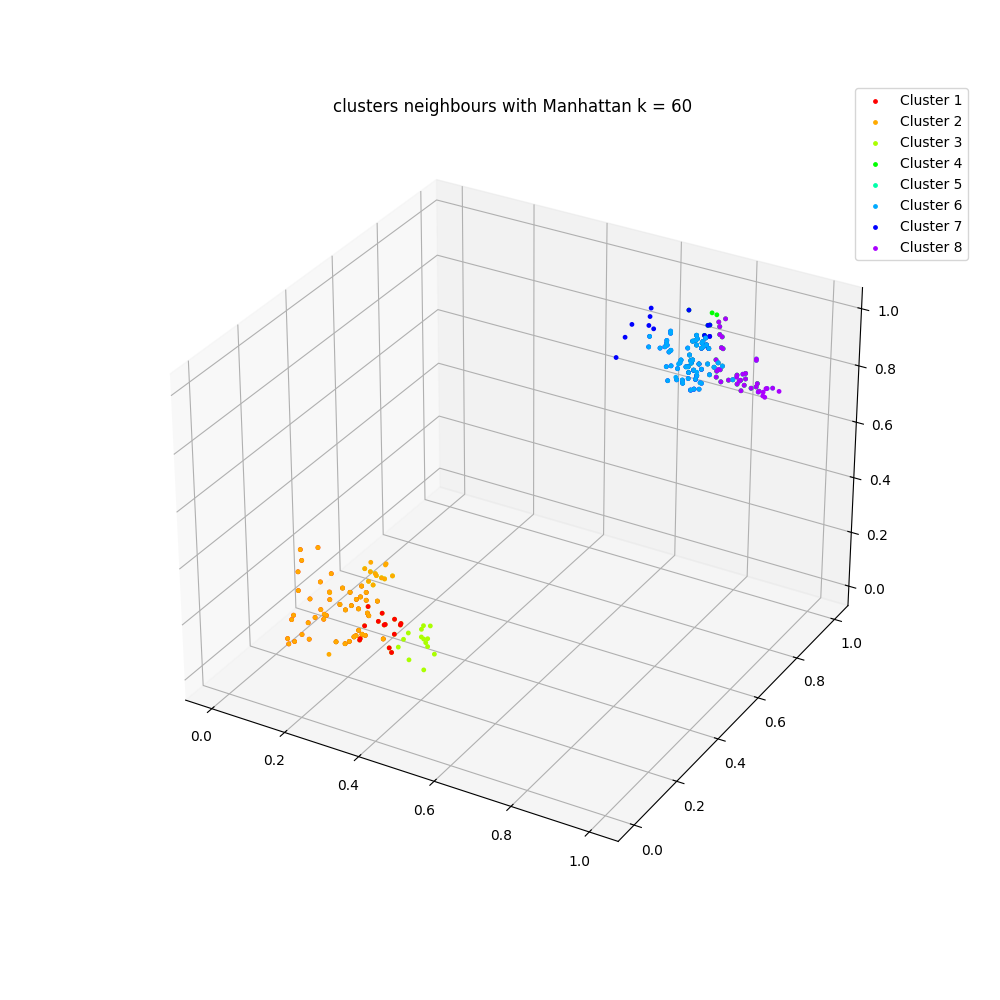 clusters neighbours with Manhattan k = 60
Cluster 1
Cluster 2
Cluster 3
Cluster 4
Cluster 5
Cluster 6
Cluster 7
Cluster 8
1.0
0.8
0.6
0.4
0.2
0.0
1.0
0.8
0.6
0.4
0.2
0.0
0.0
0.2
0.4
0.6
0.8
1.0